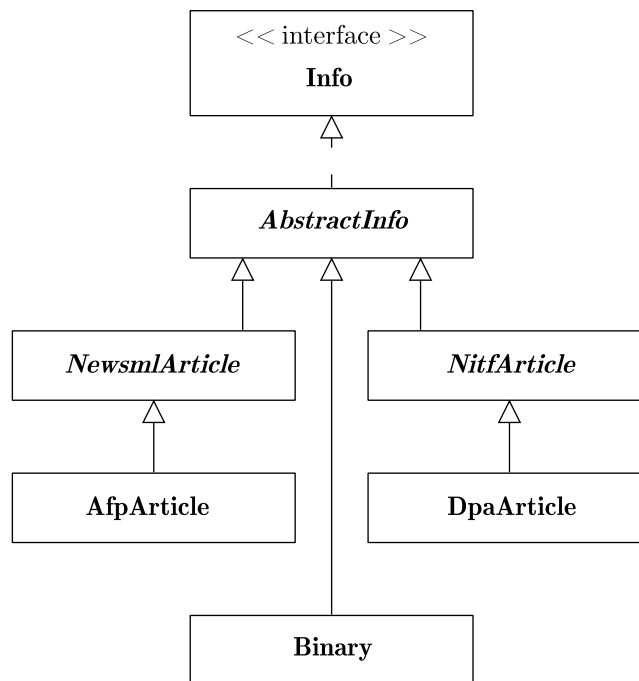 << interface >>
Info
AbstractInfo
NewsmlArticle
NitfArticle
AfpArticle
DpaArticle
Binary